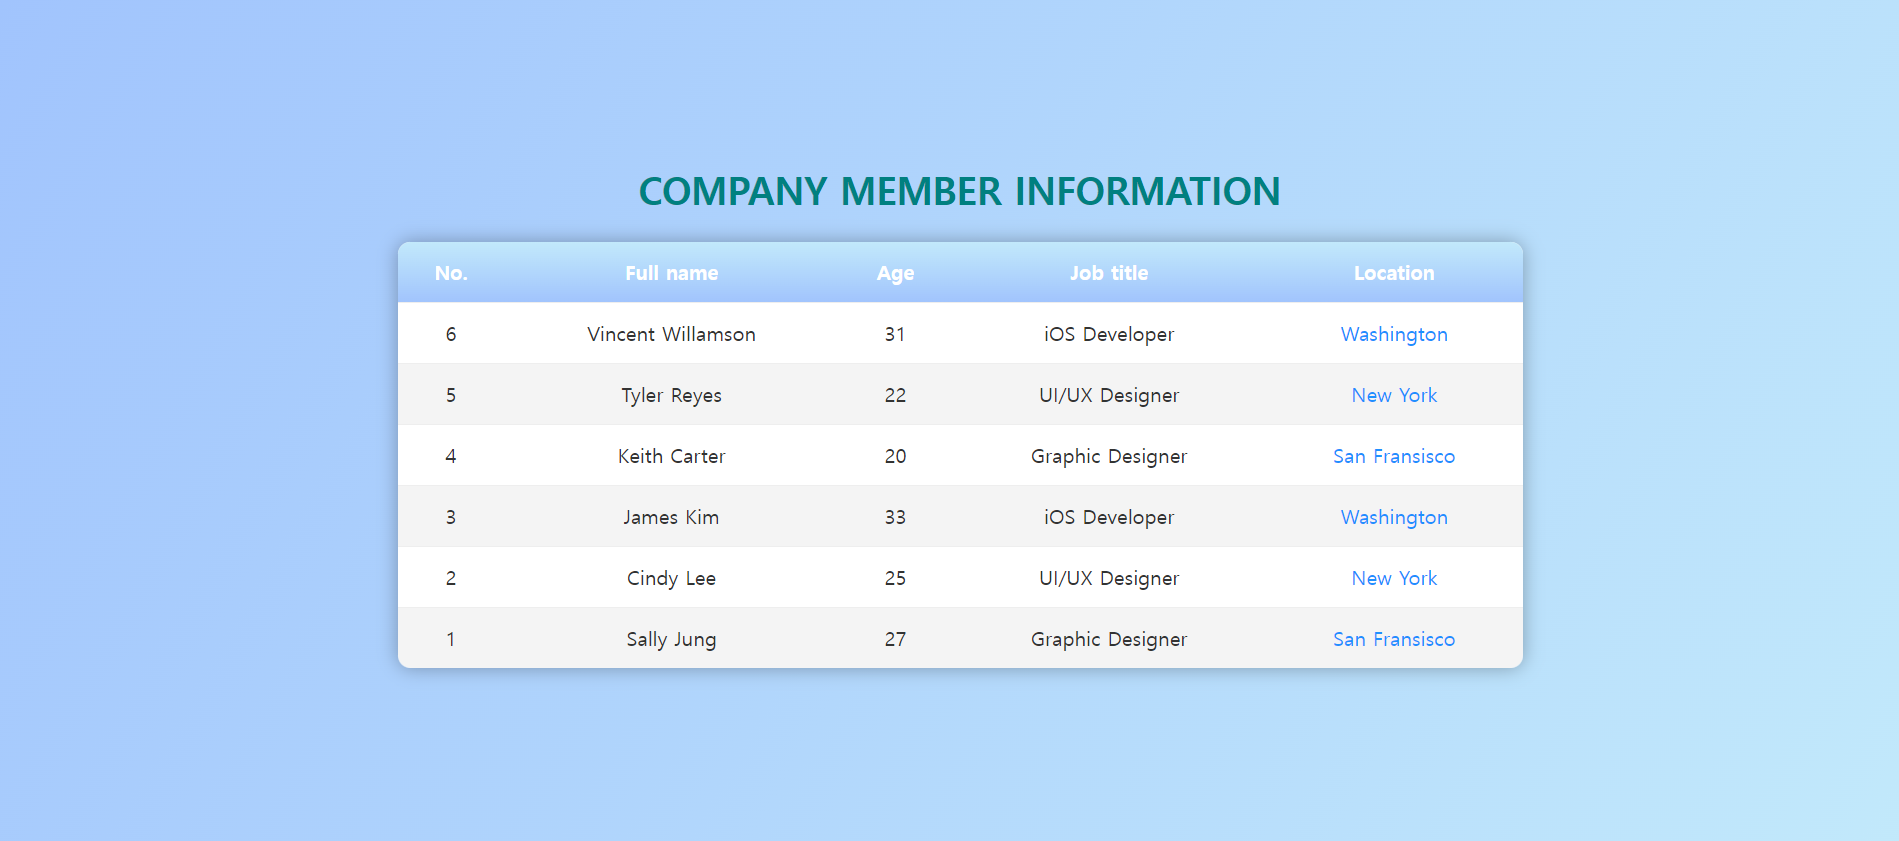 COMPANY MEMBER INFORMATION
No. Full name Age Job title Location
6 Vincent Willamson 31 iOS Developer Washington
5 Tyler Reyes 22 UI/UX Designer New York
4 Keith Carter 20 Graphic Designer San Fransisco
3 James Kim 33 iOS Developer Washington
2 Cindy Lee 25 UI/UX Designer New York
1 Sally Jung 27 Graphic Designer San Fransisco